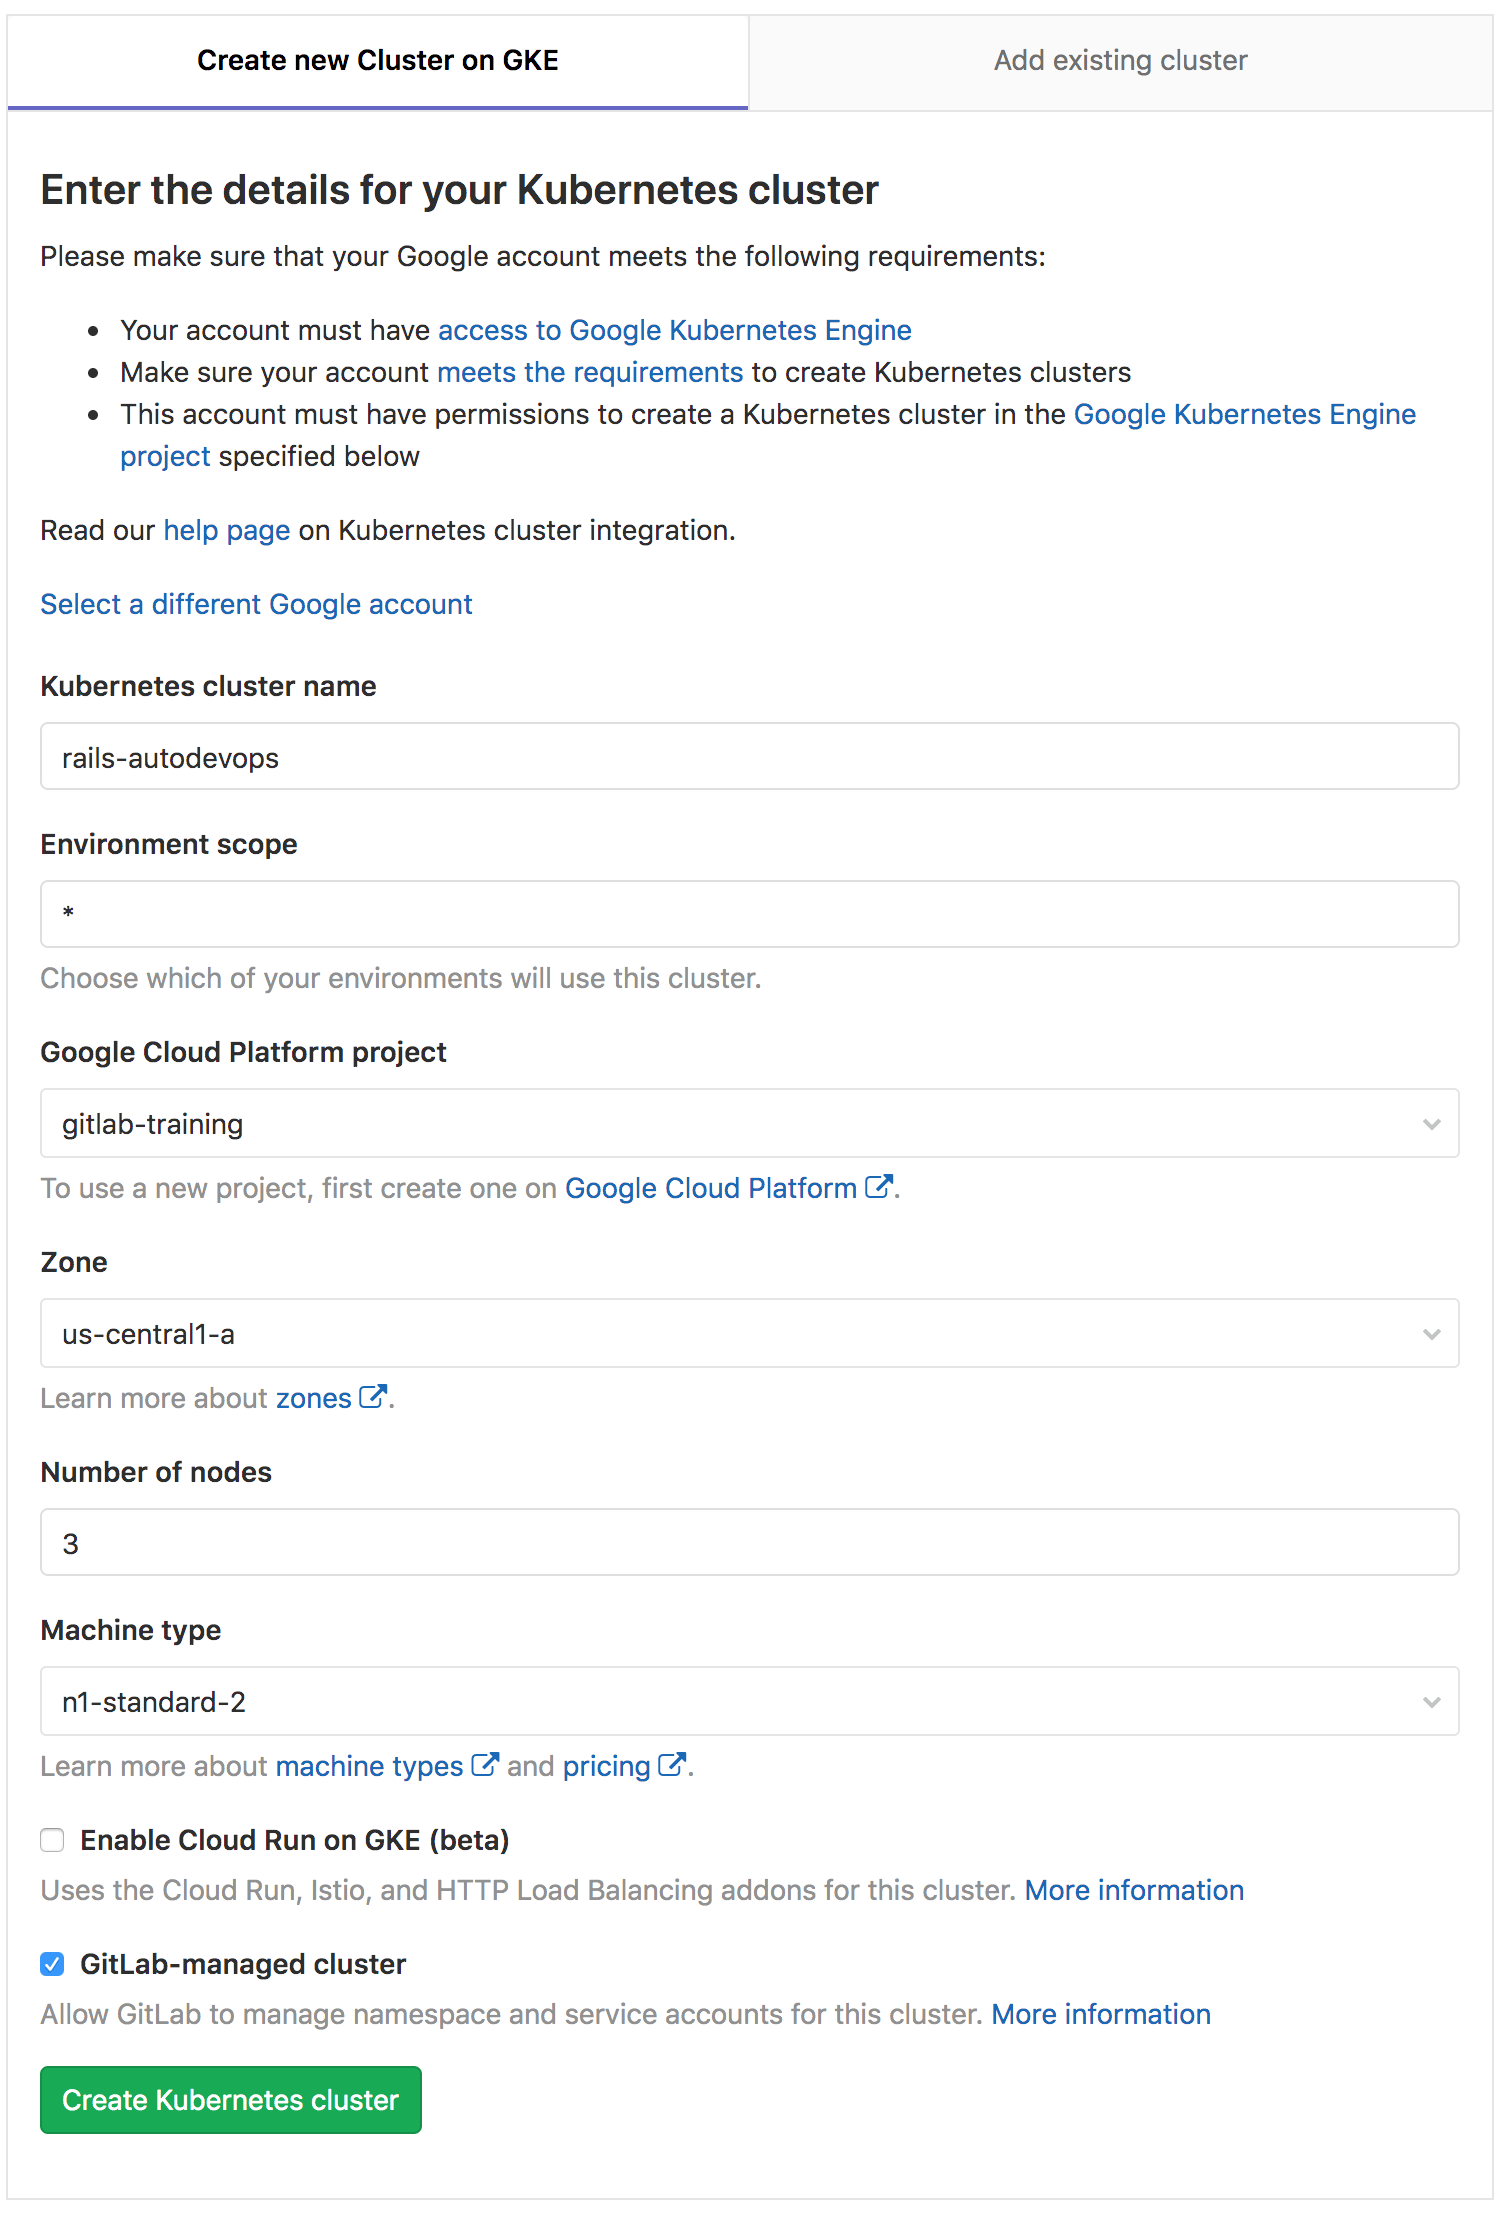 Create new Cluster on GKE
Add existing cluster
Enter the details for your Kubernetes cluster
Please make sure that your Google account meets the following requirements:
Your account must have access to Google Kubernetes Engine
Make sure your account meets the requirements to create Kubernetes clusters
This account must have permissions to create a Kubernetes cluster in the Google Kubernetes Engine
project specified below
Read our help page on Kubernetes cluster integration.
Select a different Google account
Kubernetes cluster name
rails-autodevops
Environment scope
*
Choose which of your environments will use this cluster.
Google Cloud Platform project
gitlab-training
To use a new project, first create one on Google Cloud Platform .
Zone
us-central1-a
Learn more about zones .
Number of nodes
3
Machine type
n1-standard-2
Learn more about machine types and pricing .
Enable Cloud Run on GKE (beta)
Uses the Cloud Run, Istio, and HTTP Load Balancing addons for this cluster. More information
GitLab-managed cluster
Allow GitLab to manage namespace and service accounts for this cluster. More information
Create Kubernetes cluster